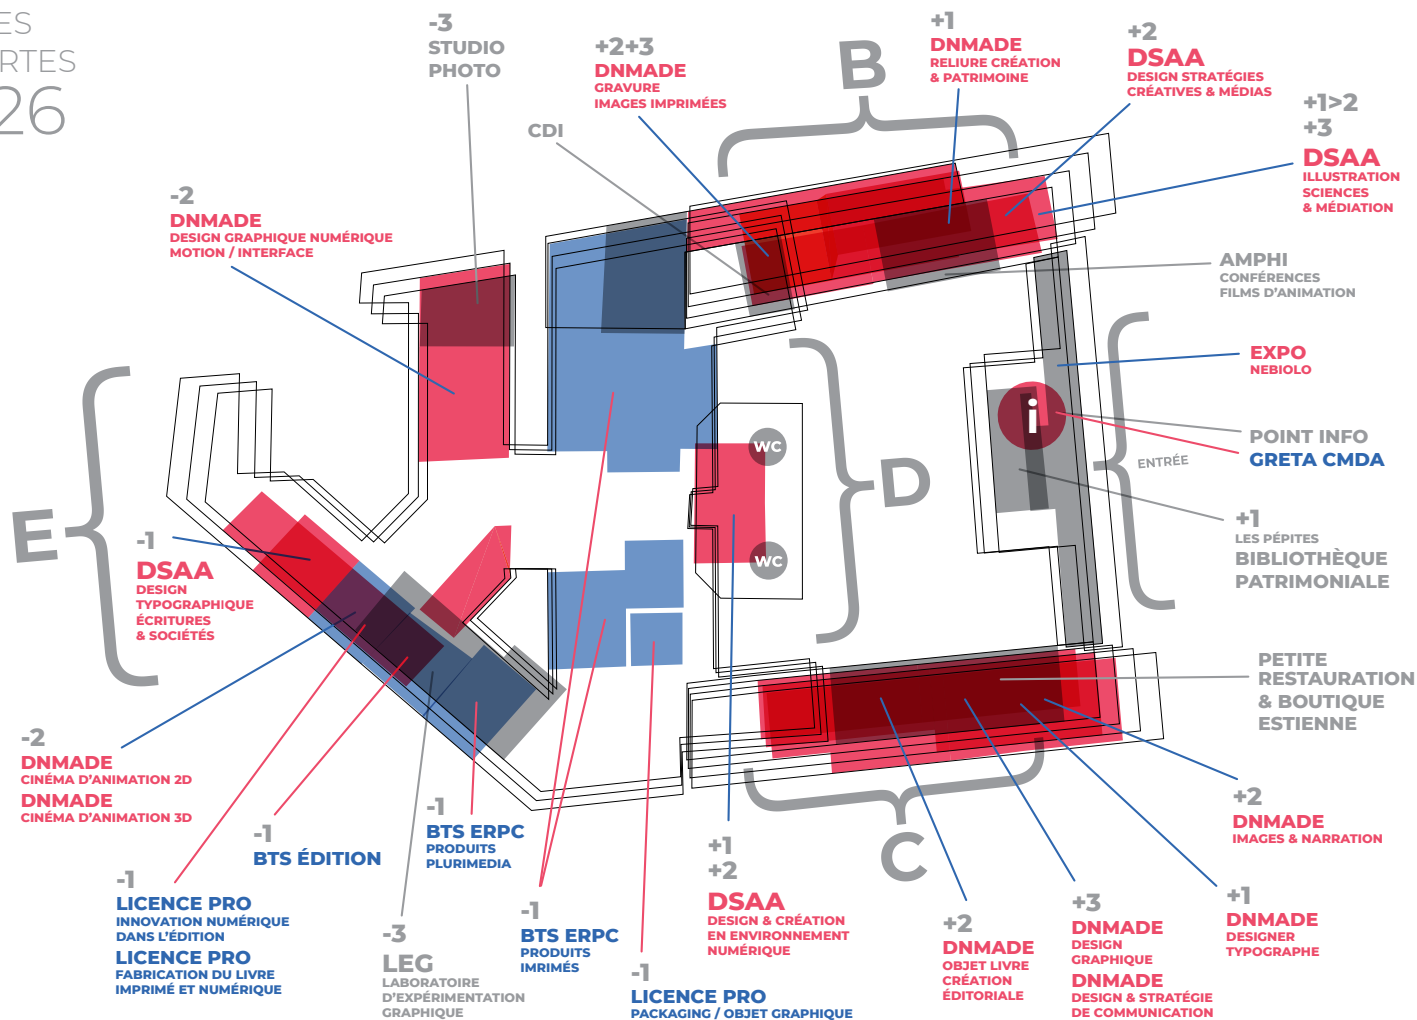 ES
RTES
26
-3
STUDIO
PHOTO
+2+3
DNMADE
GRAVURE
IMAGES IMPRIMÉES
CDI
B
+1
DNMADE
RELIURE CRÉATION
& PATRIMOINE
+2
DSAA
DESIGN STRATÉGIES
CRÉATIVES & MÉDIAS
+1>2
+3
DSAA
ILLUSTRATION
SCIENCES
& MÉDIATION
-2
DNMADE
DESIGN GRAPHIQUE NUMÉRIQUE
MOTION / INTERFACE
AMPHI
CONFÉRENCES
FILMS D'ANIMATION
EXPO
NEBIOLO
i
POINT INFO
GRETA CMDA
ENTRÉE
WC
WC
D
E
+1
LES PÉPITES
BIBLIOTHÈQUE
PATRIMONIALE
-1
DSAA
DESIGN
TYPOGRAPHIQUE
ÉCRITURES
& SOCIÉTÉS
PETITE
RESTAURATION
& BOUTIQUE
ESTIENNE
-2
DNMADE
CINÉMA D'ANIMATION 2D
DNMADE
CINÉMA D'ANIMATION 3D
-1
BTS ÉDITION
-1
BTS ERPC
PRODUITS
PLURIMEDIA
-1
LICENCE PRO
INNOVATION NUMÉRIQUE
DANS L'ÉDITION
LICENCE PRO
FABRICATION DU LIVRE
IMPRIMÉ ET NUMÉRIQUE
-3
LEG
LABORATOIRE
D'EXPÉRIMENTATION
GRAPHIQUE
-1
BTS ERPC
PRODUITS
IMRIMÉS
-1
LICENCE PRO
PACKAGING / OBJET GRAPHIQUE
+1
+2
DSAA
DESIGN & CRÉATION
EN ENVIRONNEMENT
NUMÉRIQUE
C
+2
DNMADE
OBJET LIVRE
CRÉATION
ÉDITORIALE
+3
DNMADE
DESIGN
GRAPHIQUE
DNMADE
DESIGN & STRATÉGIE
DE COMMUNICATION
+1
DNMADE
DESIGNER
TYPOGRAPHE
+2
DNMADE
IMAGES & NARRATION